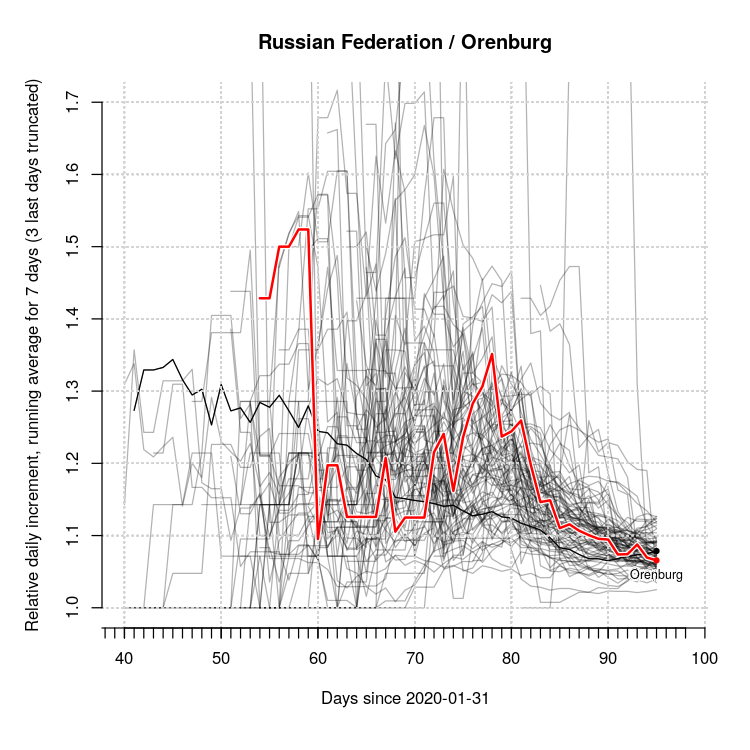 Russian Federation / Orenburg
Relative daily increment, running average for 7 days (3 last days truncated)
1.7
1.6
1.5
1.4
1.3
1.2
1.1
1.0
Orenburg
40 50 60 70 80 90 100
Days since 2020-01-31